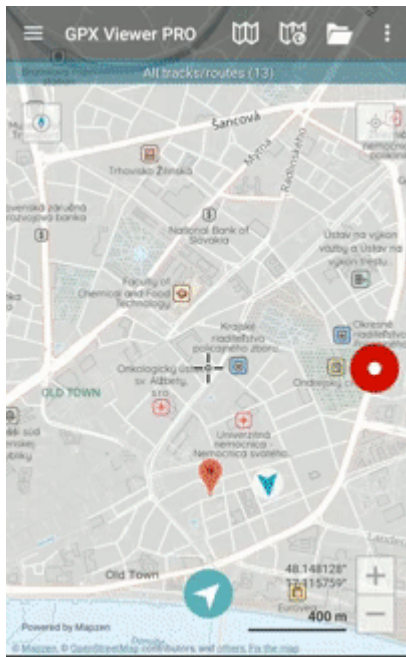 GPX Viewer PRO
All tracks/routes (13)
Šancová
Mýtna
Radlinského
Trhovisko Žilinská
National Bank of
Slovakia
Ústav na výkon
väzby a Ústav na
výkon trestu
Faculty of
Chemical and Food
Technology
Krajské
riaditeľstvo
policajného zboru...
Okresné
riaditeľstvo
Onkologický
sv. Alžbety,
s.r.o.
Ondrejský
OLD TOWN
Univerzitná
nemocnica -
Nemocnica svätého...
Old Town
48.148128°
17.115759°
400 m
Powered by Mapzen
© Mapzen, © OpenStreetMap contributors, and others. Fix the map